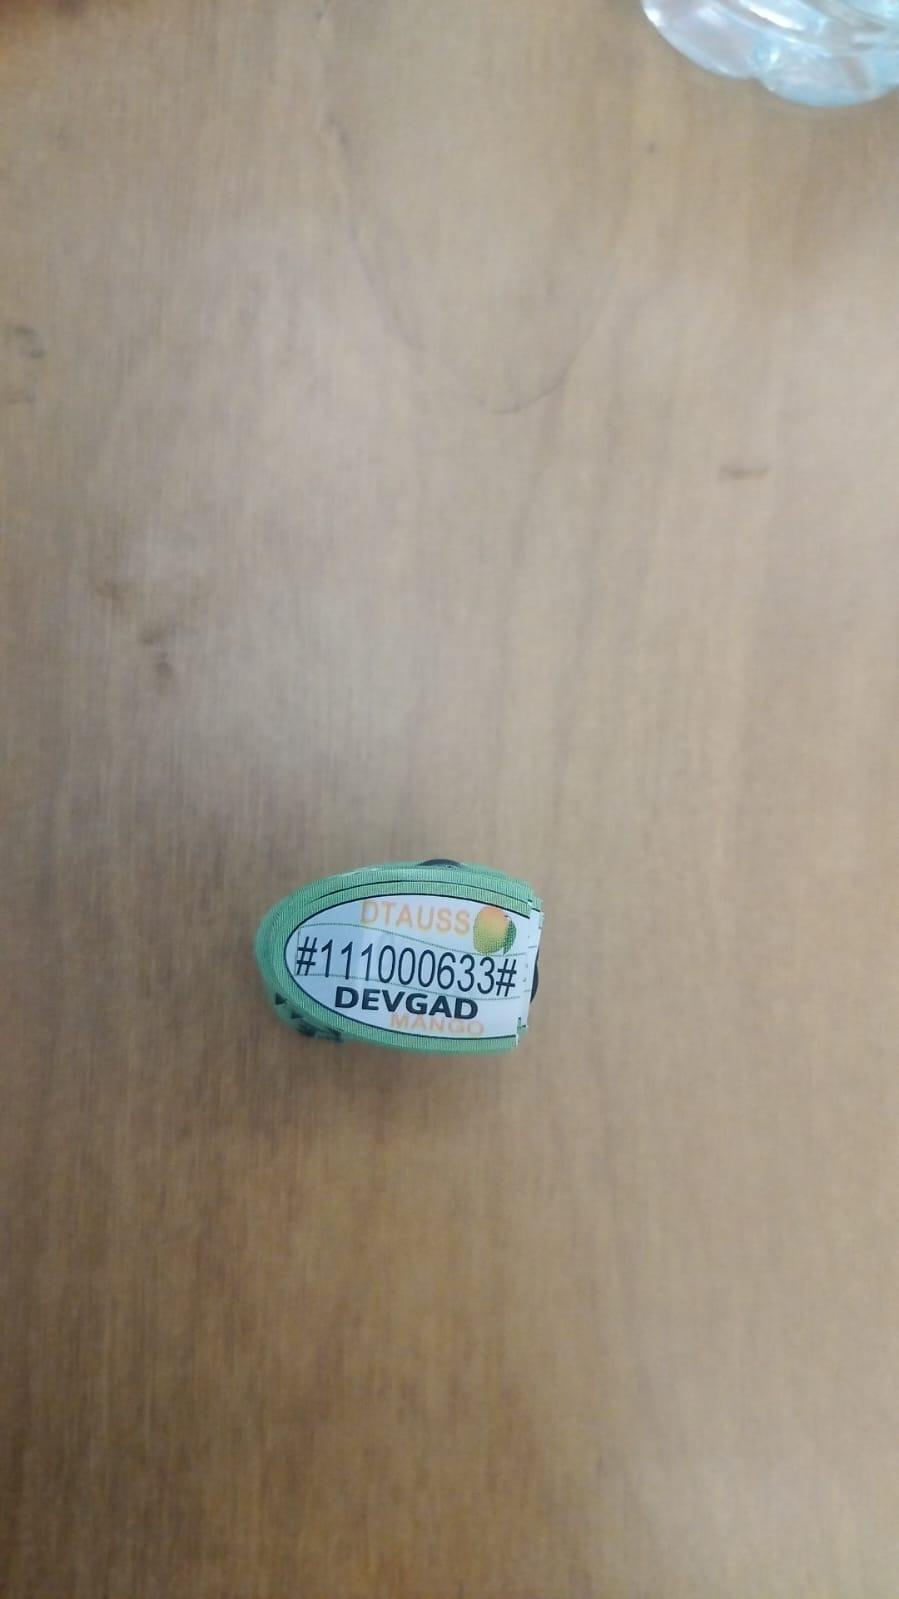 DTAUSS
#111000633#
DEVGAD
MANGO